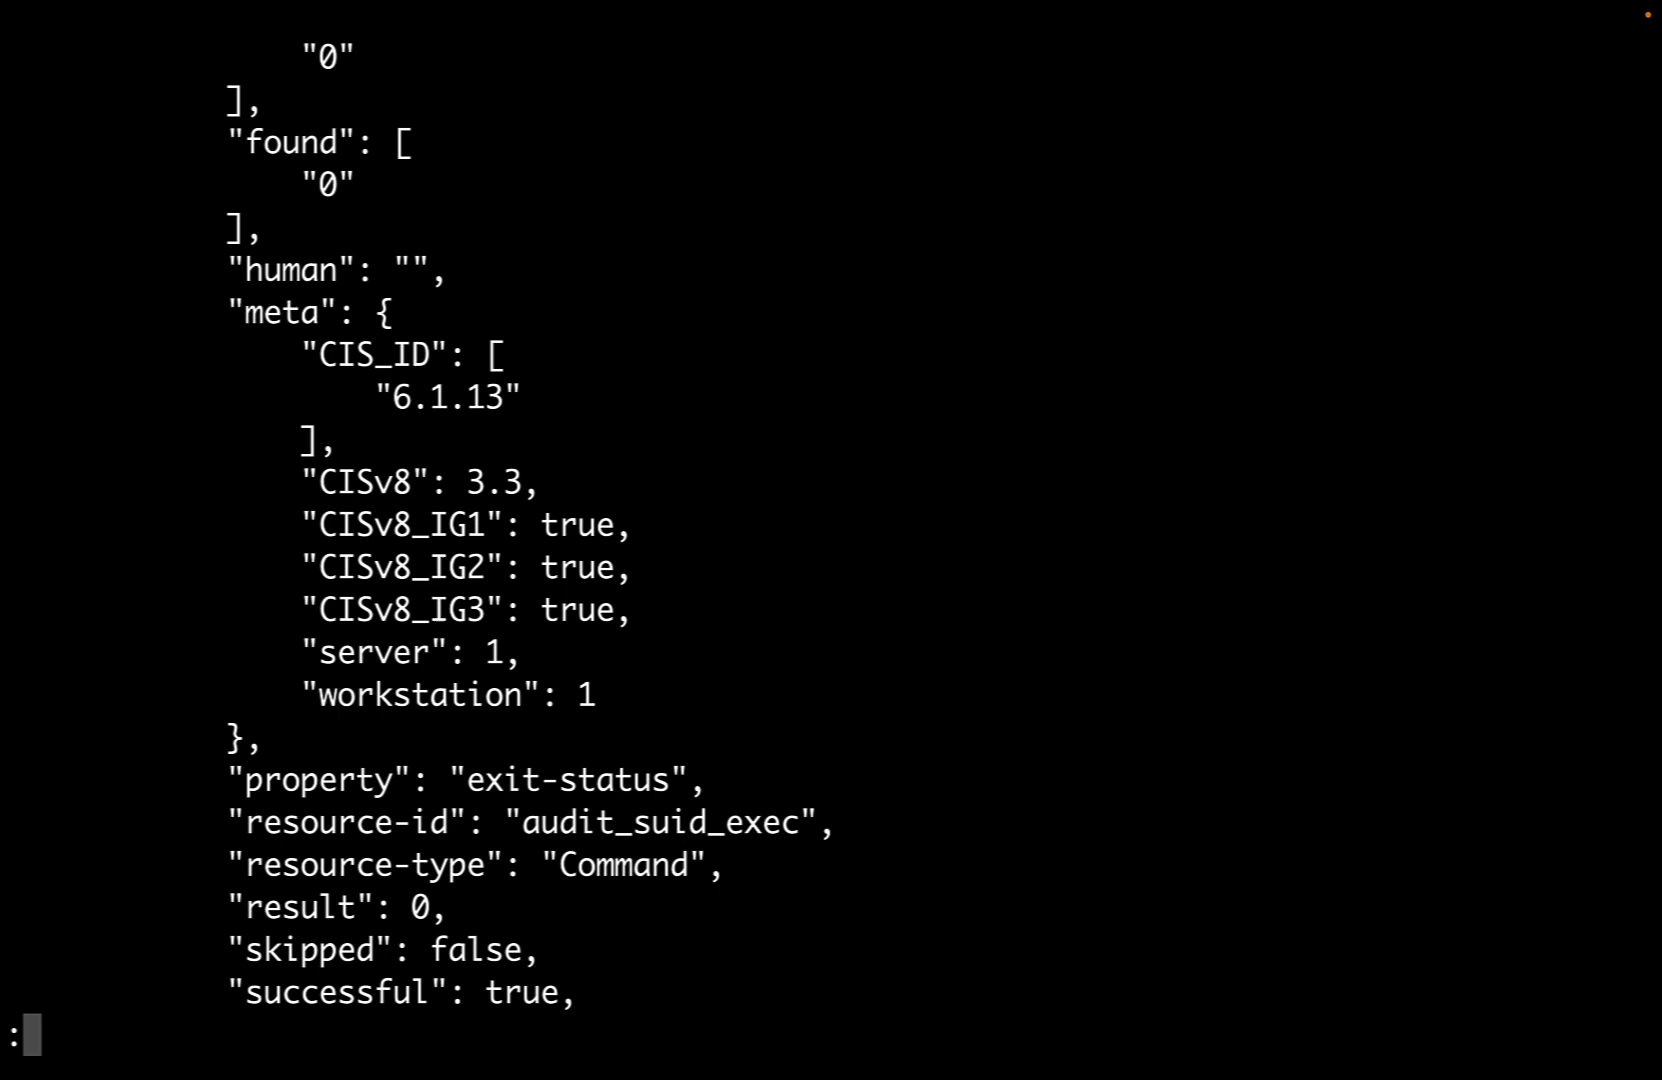 "0"
],
"found": [
"0"
],
"human": "",
"meta": {
"CIS_ID": [
"6.1.13"
],
"CISv8": 3.3,
"CISv8_IG1": true,
"CISv8_IG2": true,
"CISv8_IG3": true,
"server": 1,
"workstation": 1
},
"property": "exit-status",
"resource-id": "audit_suid_exec",
"resource-type": "Command",
"result": 0,
"skipped": false,
"successful": true,
: